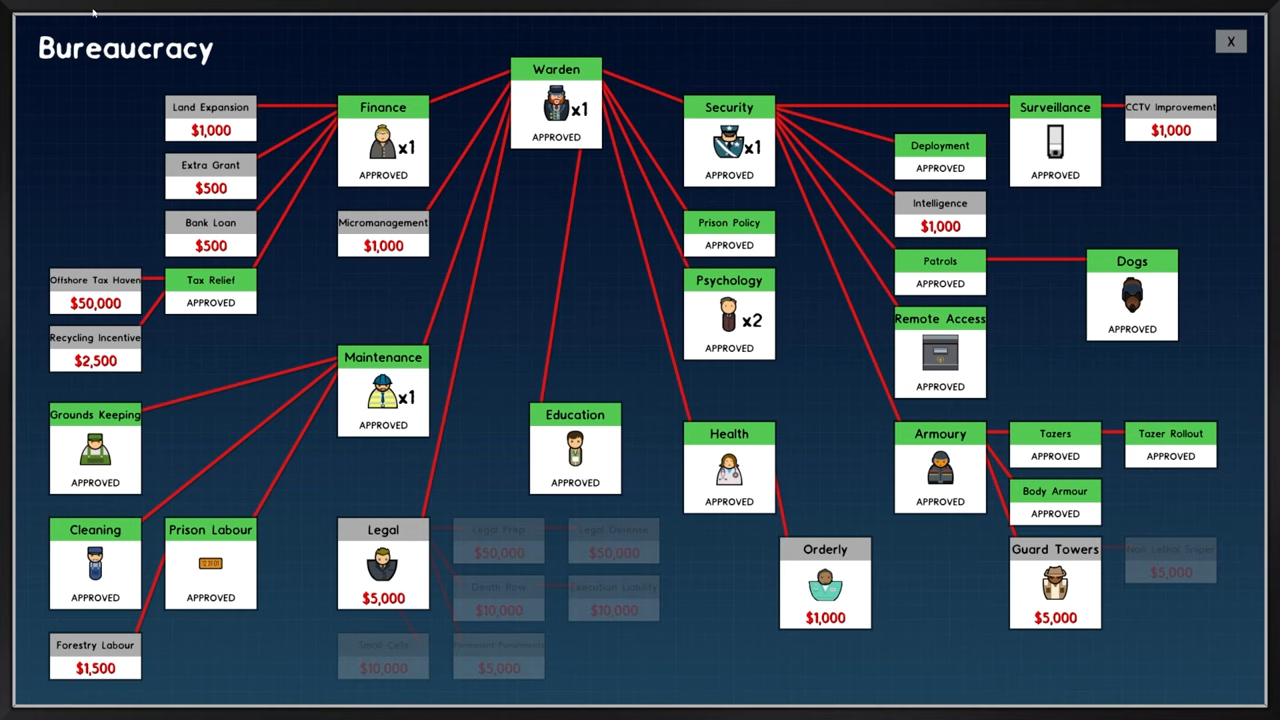 Bureaucracy
X
Warden
x1
APPROVED
Land Expansion
$1,000
Finance
x1
APPROVED
Security
x1
APPROVED
Surveillance
APPROVED
CCTV Improvement
$1,000
Deployment
APPROVED
Extra Grant
$500
Intelligence
$1,000
Bank Loan
$500
Micromanagement
$1,000
Prison Policy
APPROVED
Patrols
APPROVED
Dogs
APPROVED
Offshore Tax Haven
$50,000
Tax Relief
APPROVED
Psychology
x2
APPROVED
Remote Access
APPROVED
Recycling Incentive
$2,500
Maintenance
x1
APPROVED
Grounds Keeping
APPROVED
Education
APPROVED
Health
APPROVED
Armoury
APPROVED
Tazers
APPROVED
Tazer Rollout
APPROVED
Body Armour
APPROVED
Cleaning
APPROVED
Prison Labour
APPROVED
Legal
$5,000
Legal Prep
$50,000
Legal Defense
$50,000
Orderly
$1,000
Guard Towers
$5,000
Non Lethal Sniper
$5,000
Death Row
$10,000
Execution Liability
$10,000
Forestry Labour
$1,500
Small Cells
$10,000
Permanent Punishments
$5,000